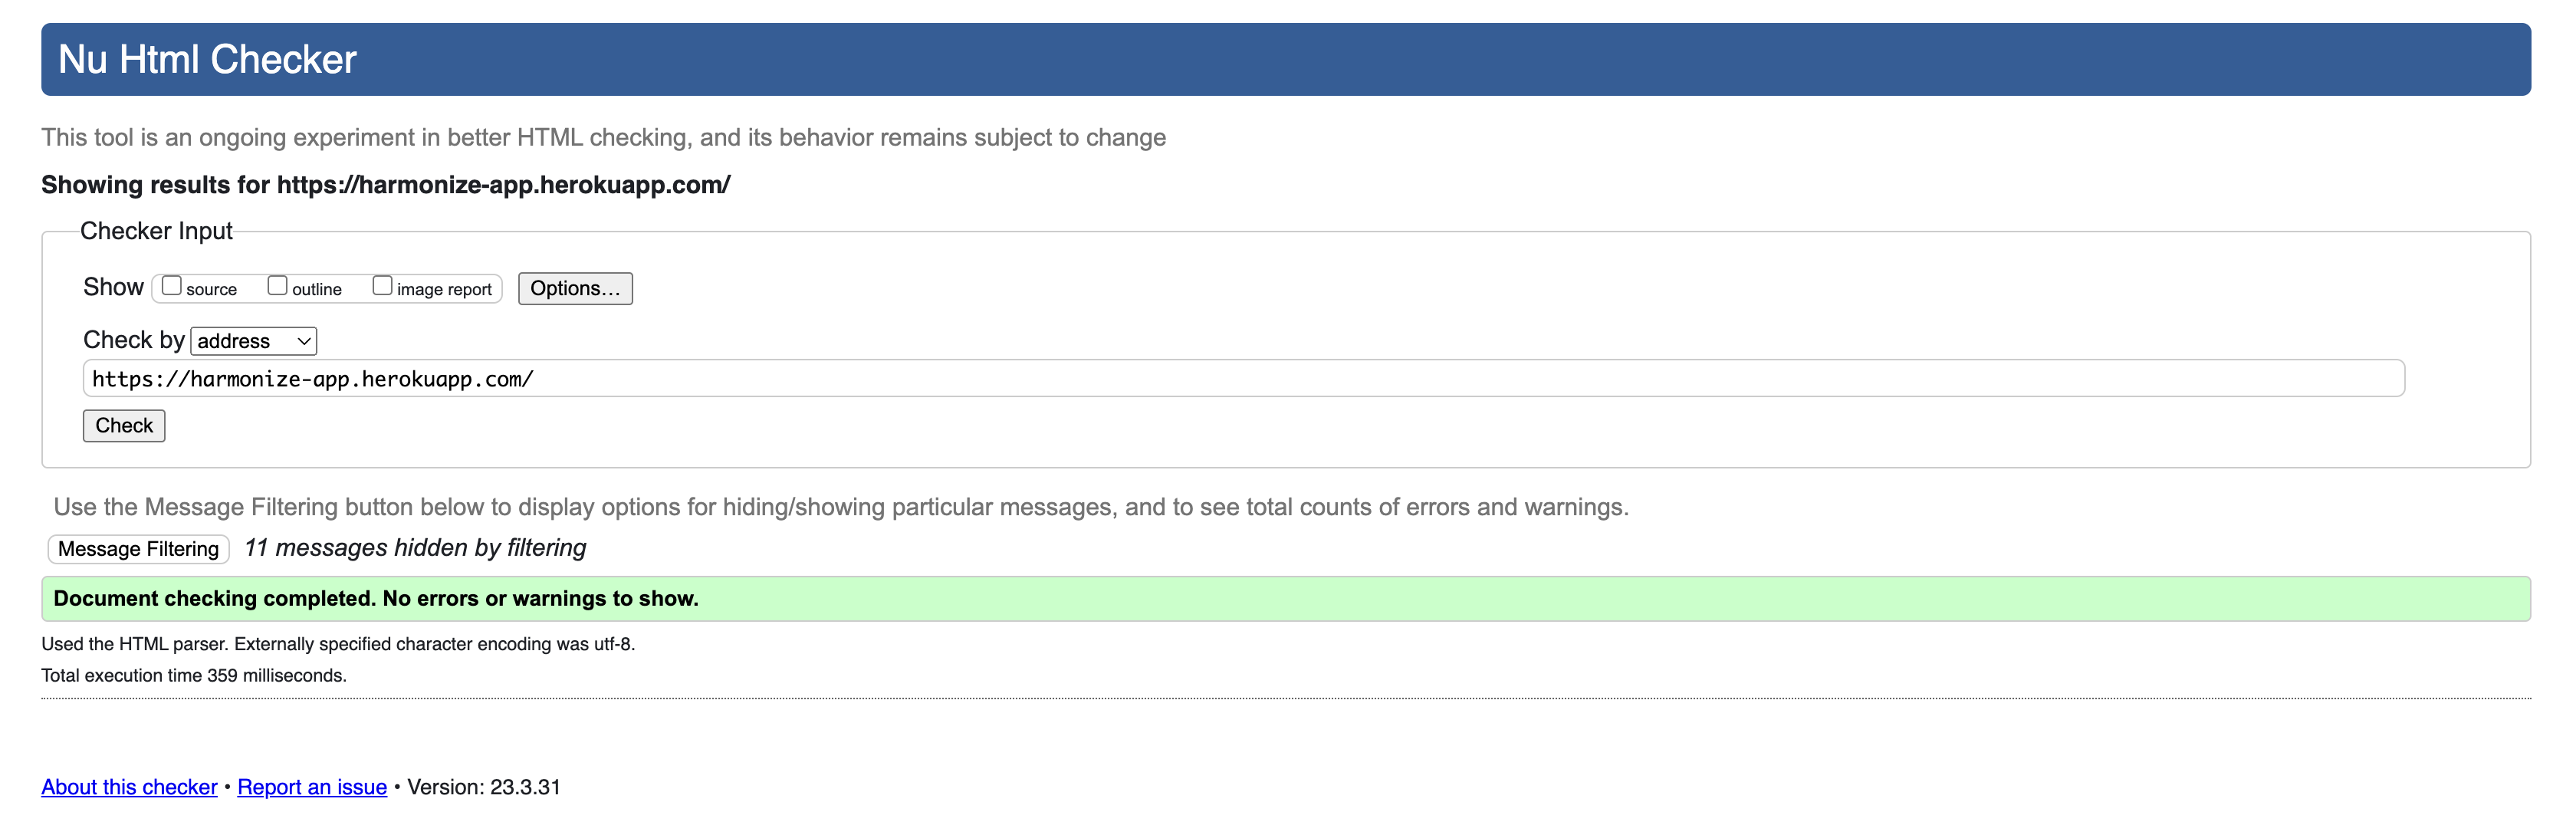 Nu Html Checker
This tool is an ongoing experiment in better HTML checking, and its behavior remains subject to change
Showing results for https://harmonize-app.herokuapp.com/
Checker Input
Show source outline image report Options…
Check by address
https://harmonize-app.herokuapp.com/
Check
Use the Message Filtering button below to display options for hiding/showing particular messages, and to see total counts of errors and warnings.
Message Filtering 11 messages hidden by filtering
Document checking completed. No errors or warnings to show.
Used the HTML parser. Externally specified character encoding was utf-8.
Total execution time 359 milliseconds.
About this checker • Report an issue • Version: 23.3.31